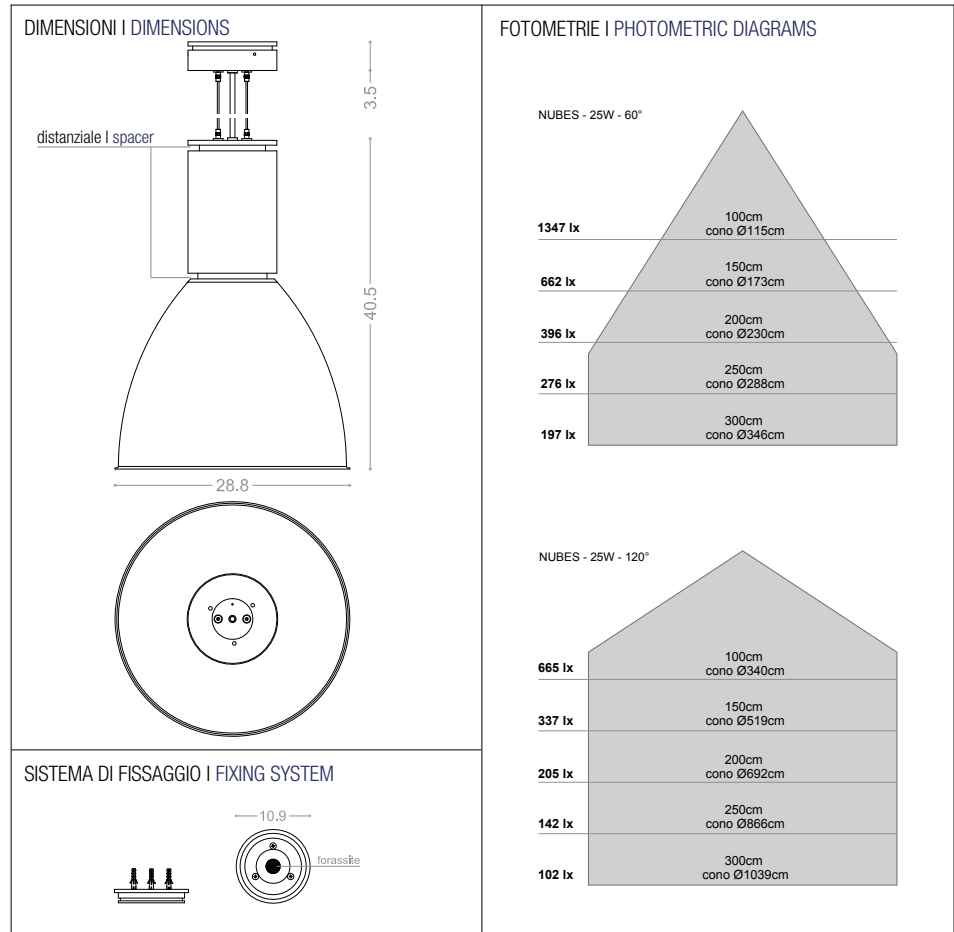 DIMENSIONI I DIMENSIONS
3.5
distanziale I spacer
40.5
28.8
SISTEMA DI FISSAGGIO I FIXING SYSTEM
10.9
forassite
FOTOMETRIE I PHOTOMETRIC DIAGRAMS
NUBES - 25W - 60°
100cm
1347 lx cono Ø115cm
150cm
662 lx cono Ø173cm
200cm
396 lx cono Ø230cm
250cm
276 lx cono Ø288cm
300cm
197 lx cono Ø346cm
NUBES - 25W - 120°
100cm
665 lx cono Ø340cm
150cm
337 lx cono Ø519cm
200cm
205 lx cono Ø692cm
250cm
142 lx cono Ø866cm
300cm
102 lx cono Ø1039cm